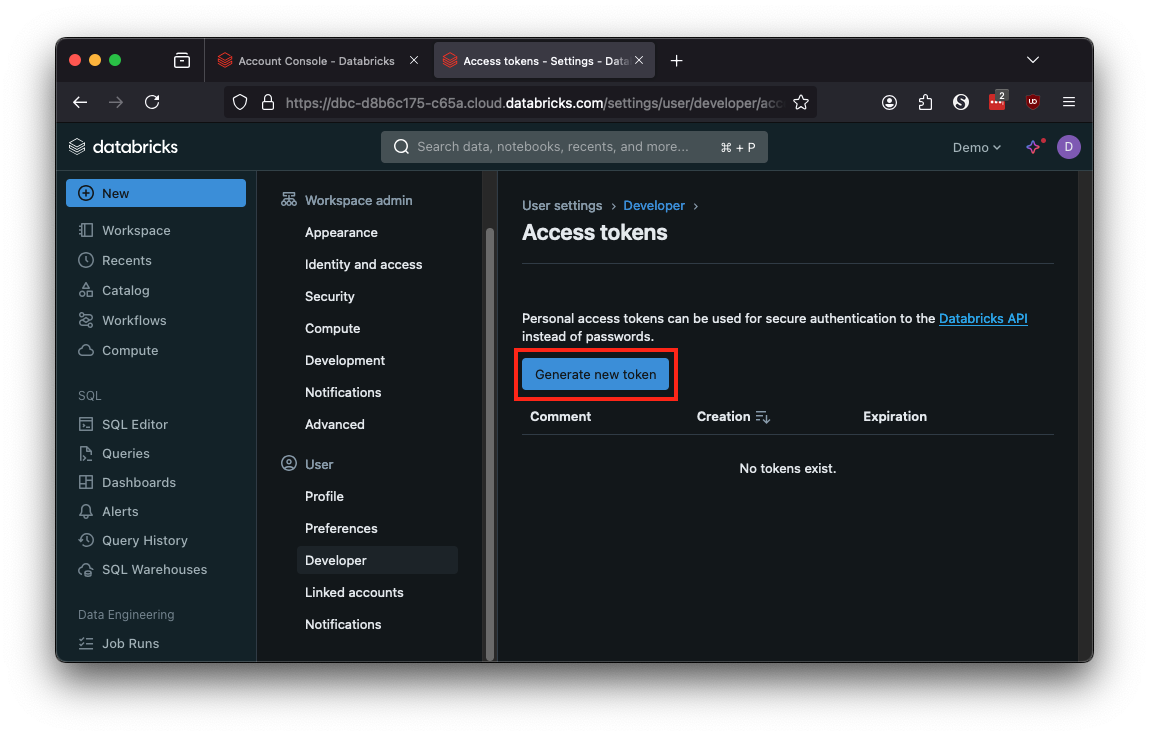 Account Console - Databricks
Access tokens - Settings - Data
https://dbc-d8b6c175-c65a.cloud.databricks.com/settings/user/developer/acc
2
UD
databricks
Search data, notebooks, recents, and more...
⌘ + P
Demo
D
New
Workspace
Recents
Catalog
Workflows
Compute
SQL
SQL Editor
Queries
Dashboards
Alerts
Query History
SQL Warehouses
Data Engineering
Job Runs
Workspace admin
Appearance
Identity and access
Security
Compute
Development
Notifications
Advanced
User
Profile
Preferences
Developer
Linked accounts
Notifications
User settings › Developer ›
Access tokens
Personal access tokens can be used for secure authentication to the Databricks API
instead of passwords.
Generate new token
Comment Creation Expiration
No tokens exist.